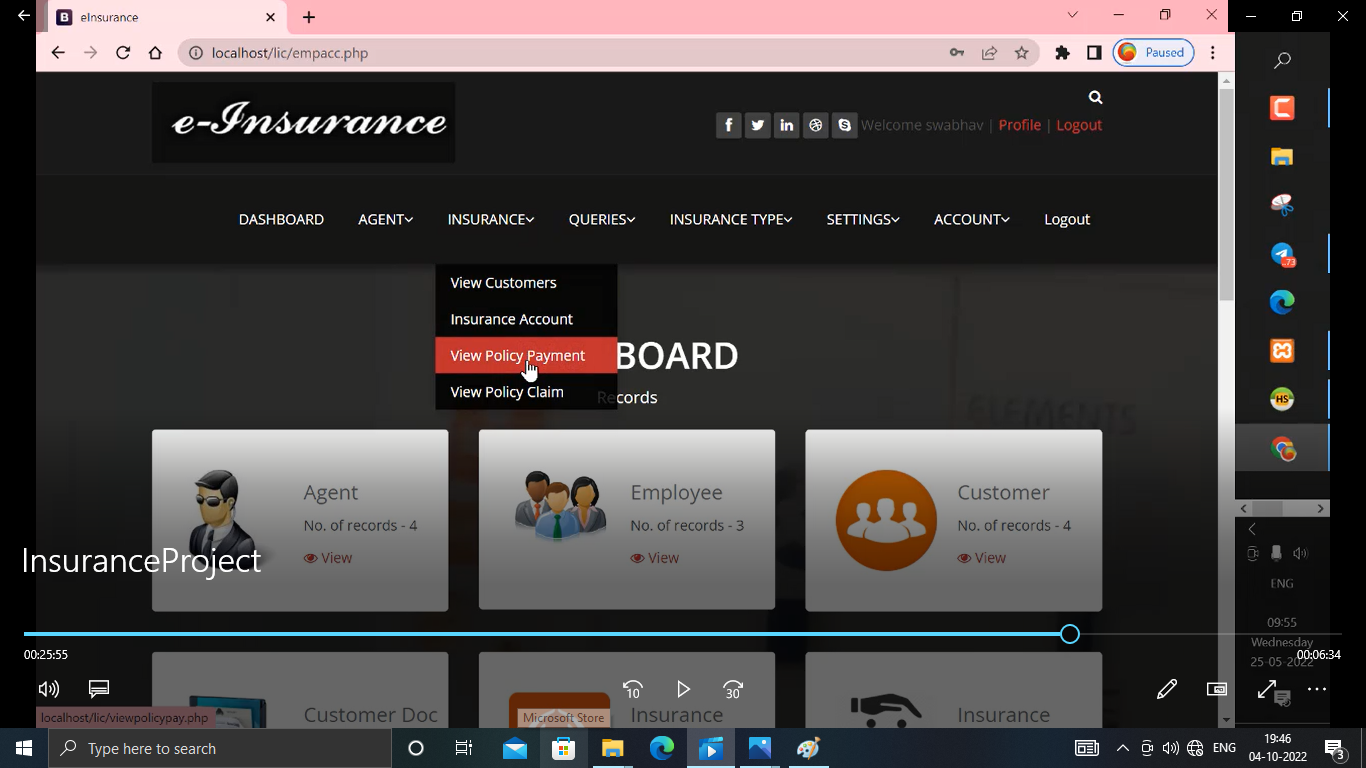 eInsurance
localhost/lic/empacc.php
Paused
e-Insurance
Welcome swabhav | Profile | Logout
DASHBOARD AGENT INSURANCE QUERIES INSURANCE TYPE SETTINGS ACCOUNT Logout
View Customers
Insurance Account
View Policy Payment
View Policy Claim
BOARD
Records
ELEMENTS
Agent
No. of records - 4
View
Employee
No. of records - 3
View
Customer
No. of records - 4
View
InsuranceProject
73
HS
ENG
09:55
Wednesday
25-05-2022
00:25:55
00:06:34
10
30
Customer Doc
Insurance
Insurance
localhost/lic/viewpolicypay.php
Microsoft Store
Type here to search
ENG
19:46
04-10-2022
3